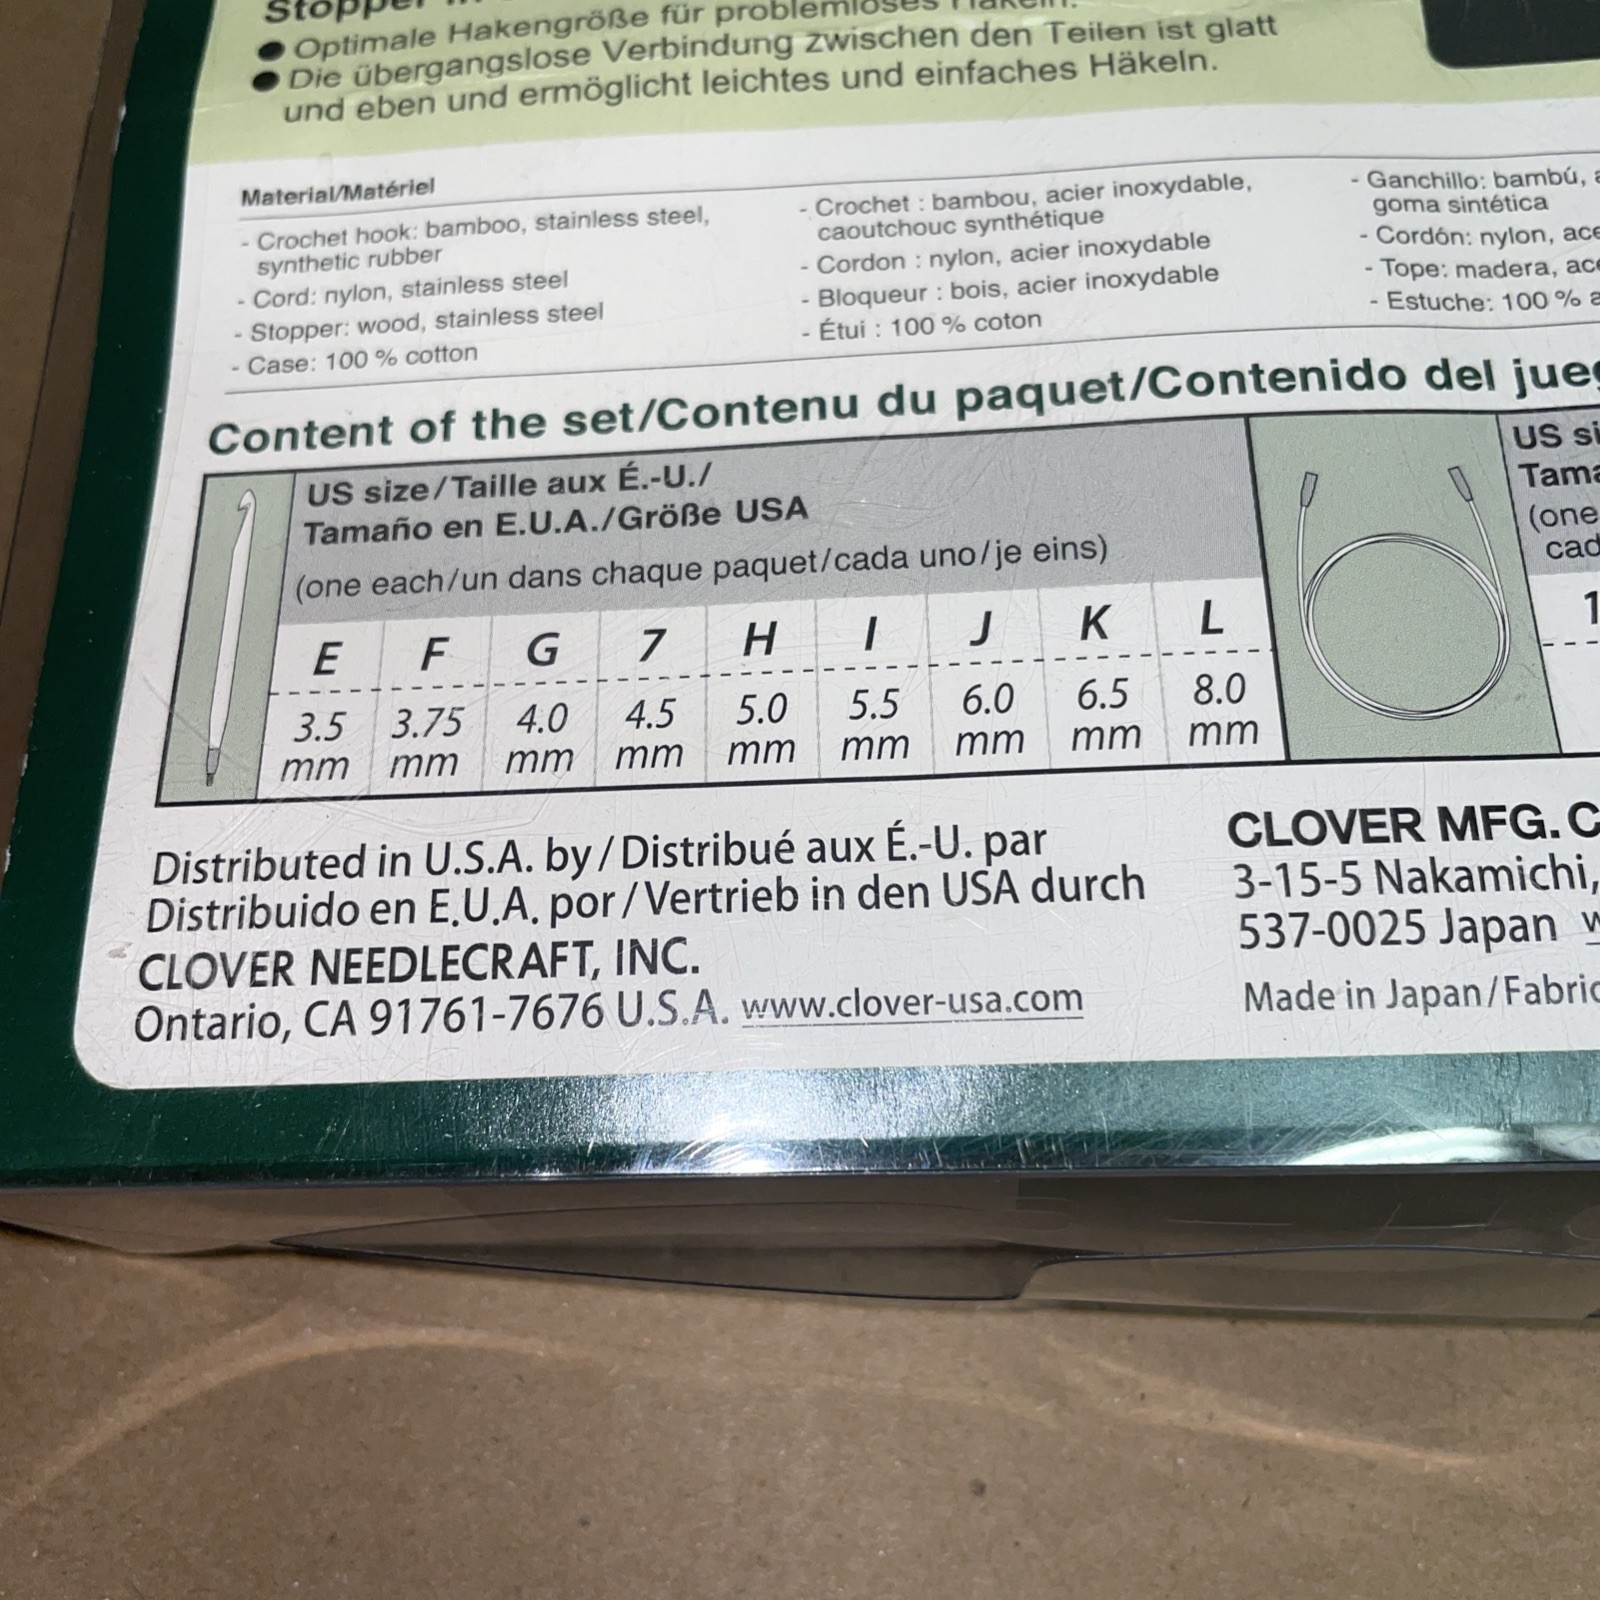 Stopper
● Optimale Hakengröße für problemloses Häkeln.
● Die übergangslose Verbindung zwischen den Teilen ist glatt
und eben und ermöglicht leichtes und einfaches Häkeln.
Material/Matériel
- Crochet hook: bamboo, stainless steel,
synthetic rubber
- Cord: nylon, stainless steel
- Stopper: wood, stainless steel
- Case: 100 % cotton
- Crochet : bambou, acier inoxydable,
caoutchouc synthétique
- Cordon : nylon, acier inoxydable
- Bloqueur : bois, acier inoxydable
- Étui : 100 % coton
- Ganchillo: bambú,
goma sintética
- Cordón: nylon,
- Tope: madera,
- Estuche: 100 %
Content of the set/Contenu du paquet/Contenido del
US size/Taille aux É.-U./
Tamaño en E.U.A./Größe USA
(one each/un dans chaque paquet/cada uno/je eins)
E F G 7 H I J K L
3.5 3.75 4.0 4.5 5.0 5.5 6.0 6.5 8.0
mm mm mm mm mm mm mm mm mm
US
(one
Distributed in U.S.A. by/Distribué aux É.-U. par
Distribuido en E.U.A. por/Vertrieb in den USA durch
CLOVER NEEDLECRAFT, INC.
Ontario, CA 91761-7676 U.S.A. www.clover-usa.com
CLOVER MFG.
3-15-5 Nakamichi,
537-0025 Japan
Made in Japan/